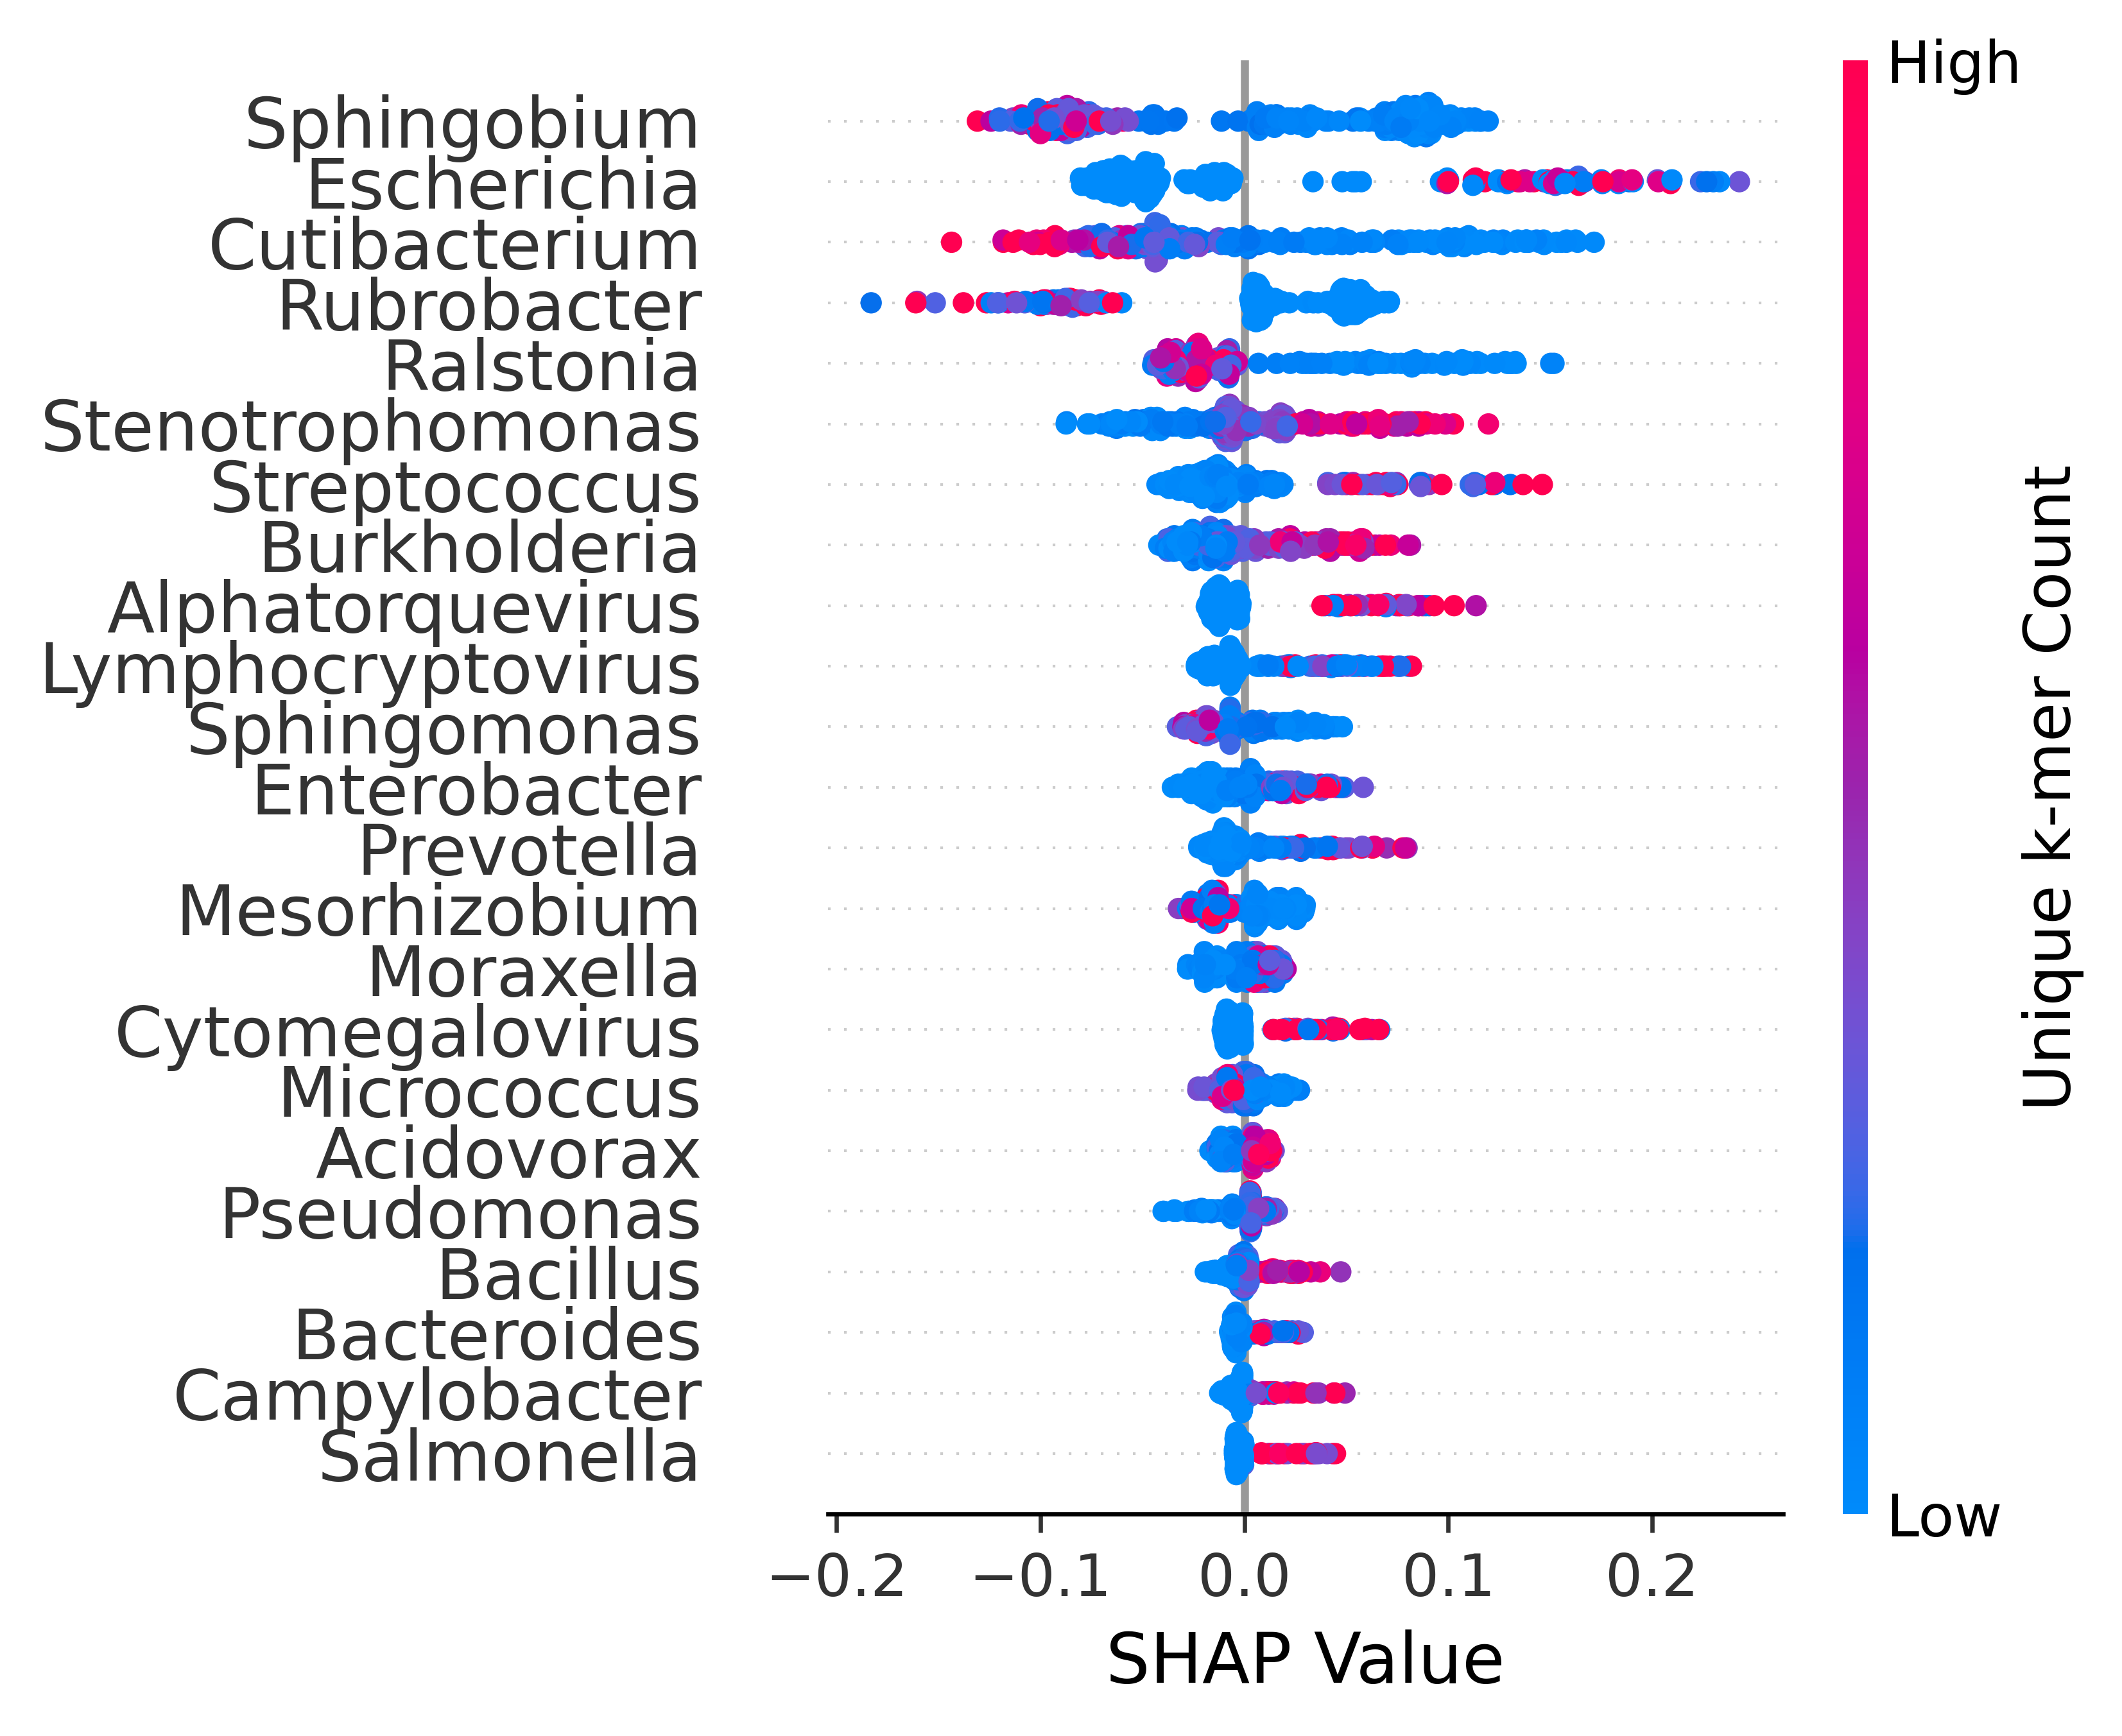 High
Sphingobium
Escherichia
Cutibacterium
Rubrobacter
Ralstonia
Stenotrophomonas
Streptococcus
Burkholderia
Alphatorquevirus
Lymphocryptovirus
Sphingomonas
Enterobacter
Prevotella
Mesorhizobium
Moraxella
Cytomegalovirus
Micrococcus
Acidovorax
Pseudomonas
Bacillus
Bacteroides
Campylobacter
Salmonella
Unique k-mer Count
Low
−0.2 −0.1 0.0 0.1 0.2
SHAP Value